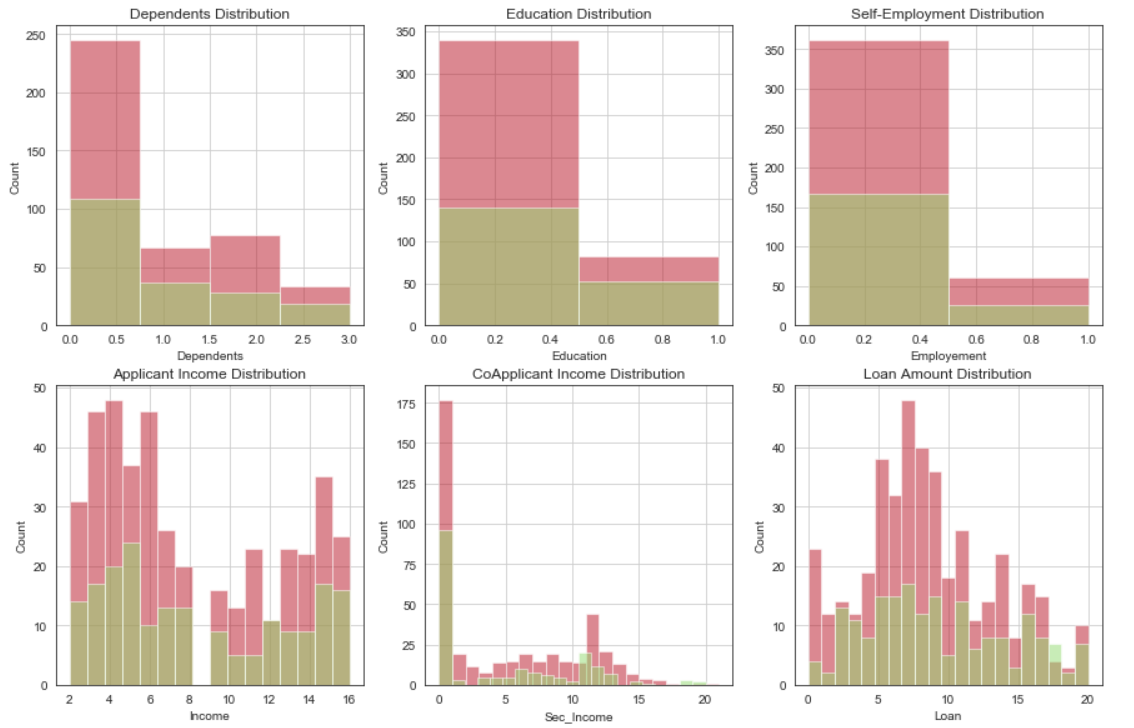 Dependents Distribution
Education Distribution
Self-Employment Distribution
Count
250
200
150
100
50
0
0.0 0.5 1.0 1.5 2.0 2.5 3.0
Dependents
Count
350
300
250
200
150
100
50
0
0.0 0.2 0.4 0.6 0.8 1.0
Education
Count
350
300
250
200
150
100
50
0
0.0 0.2 0.4 0.6 0.8 1.0
Employement
Applicant Income Distribution
CoApplicant Income Distribution
Loan Amount Distribution
Count
50
40
30
20
10
0
2 4 6 8 10 12 14 16
Income
Count
175
150
125
100
75
50
25
0
0 5 10 15 20
Sec_Income
Count
50
40
30
20
10
0
0 5 10 15 20
Loan